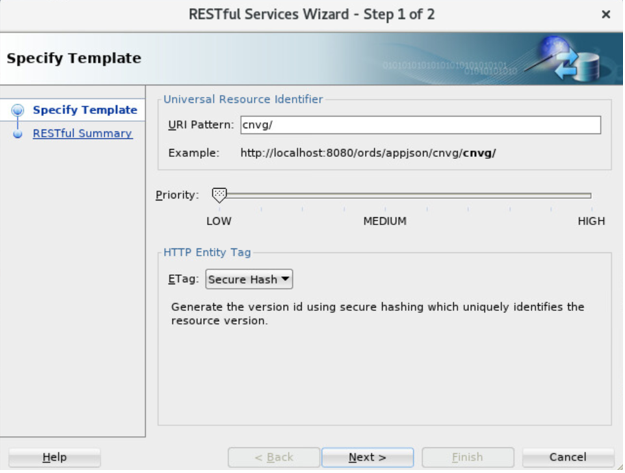 RESTful Services Wizard - Step 1 of 2
Specify Template
Specify Template
RESTful Summary
Universal Resource Identifier
URI Pattern: cnvg/
Example: http://localhost:8080/ords/appjson/cnvg/cnvg/
Priority:
LOW MEDIUM HIGH
HTTP Entity Tag
ETag: Secure Hash
Generate the version id using secure hashing which uniquely identifies the
resource version.
Help < Back Next > Finish Cancel